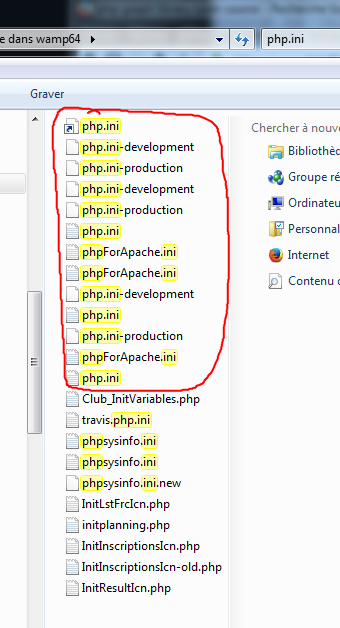 e dans wamp64
php.ini
Graver
php.ini
php.ini-development
php.ini-production
php.ini-development
php.ini-production
php.ini
phpForApache.ini
phpForApache.ini
php.ini-development
php.ini
php.ini-production
phpForApache.ini
php.ini
Club_InitVariables.php
travis.php.ini
phpsysinfo.ini
phpsysinfo.ini
phpsysinfo.ini.new
InitLstFrcIcn.php
initplanning.php
InitInscriptionsIcn.php
InitInscriptionsIcn-old.php
InitResultIcn.php
Chercher à nouve
Bibliothèc
Groupe ré
Ordinateu
Personnal
Internet
Contenu d